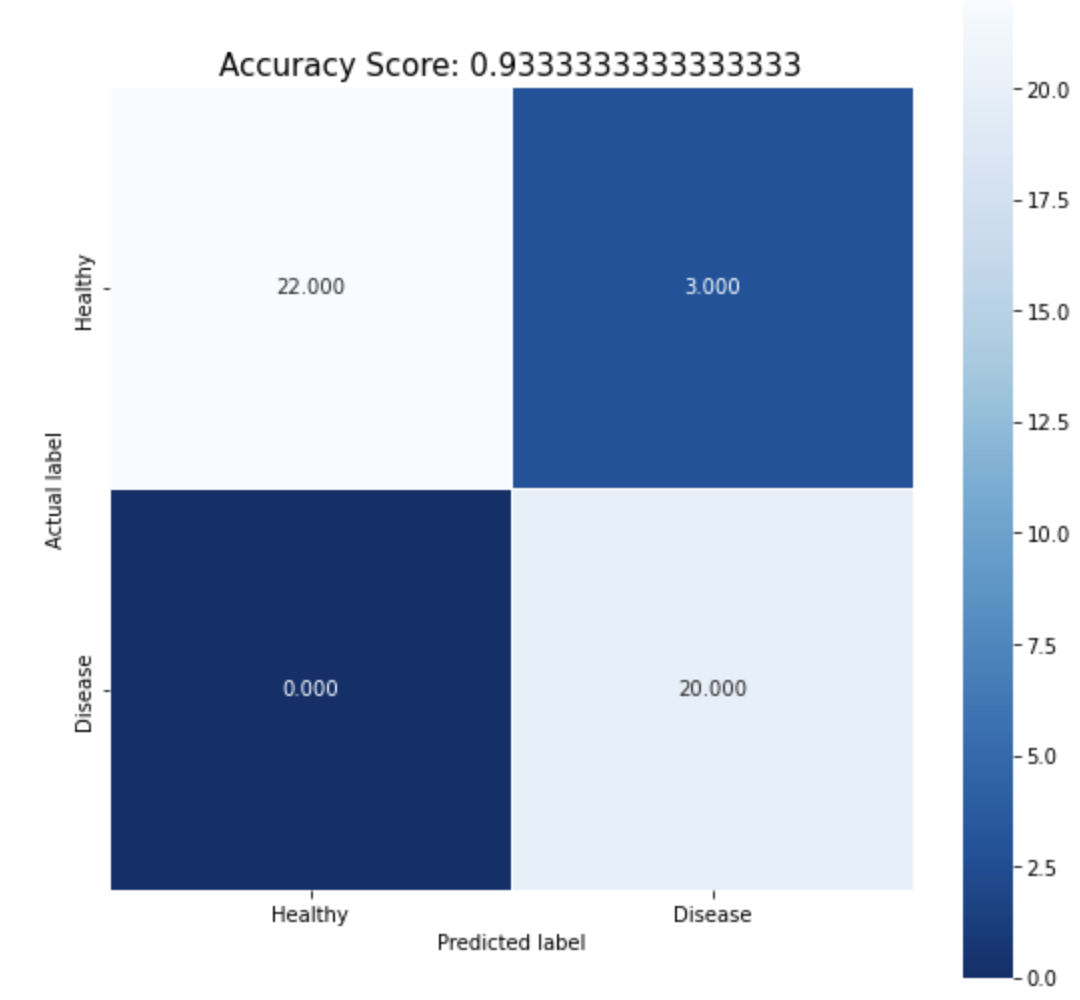 Accuracy Score: 0.9333333333333333
Healthy
22.000
3.000
Actual label
Disease
0.000
20.000
Healthy
Disease
Predicted label
20.0
17.5
15.0
12.5
10.0
7.5
5.0
2.5
0.0